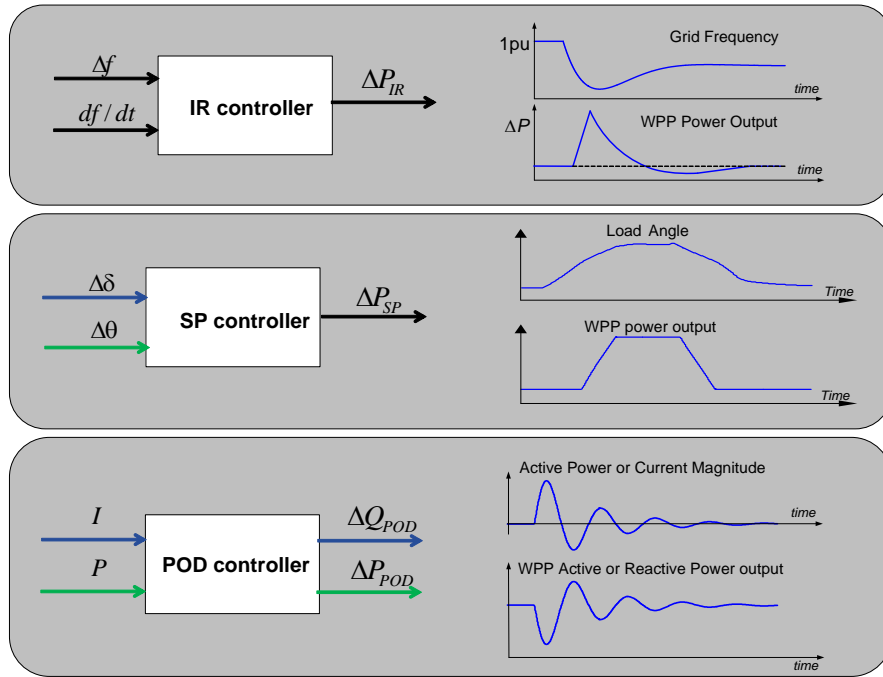 Δf
df / dt
IR controller
ΔP_IR
1pu
Grid Frequency
time
ΔP
WPP Power Output
time
Δδ
Δθ
SP controller
ΔP_SP
Load Angle
Time
WPP power output
Time
I
P
POD controller
ΔQ_POD
ΔP_POD
Active Power or Current Magnitude
time
WPP Active or Reactive Power output
time